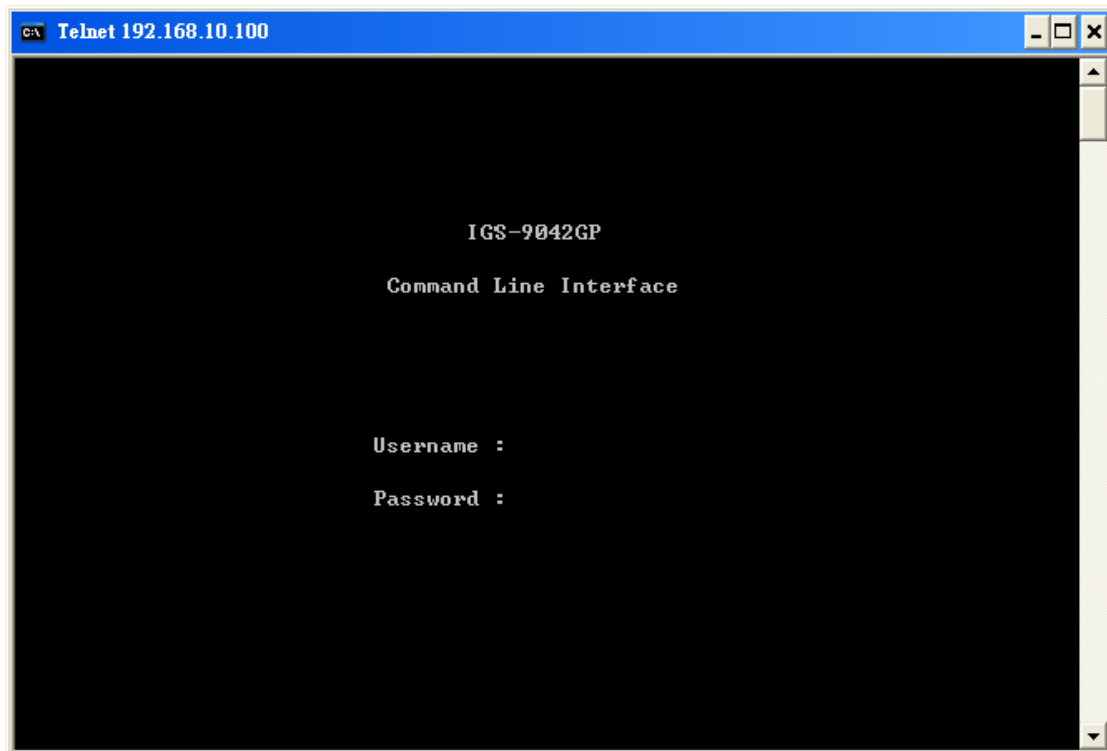 Telnet 192.168.10.100
IGS-9042GP
Command Line Interface
Username :
Password :